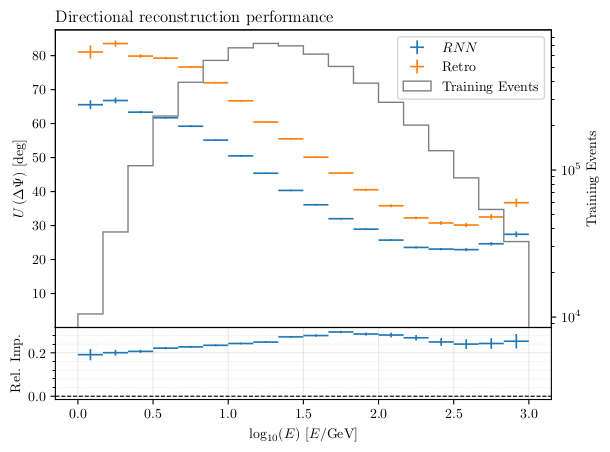 Directional reconstruction performance
RNN
Retro
Training Events
80
70
60
50
40
30
20
10
U (ΔΨ) [deg]
10^5
10^4
Training Events
0.2
0.0
Rel. Imp.
0.0 0.5 1.0 1.5 2.0 2.5 3.0
log10(E) [E/GeV]